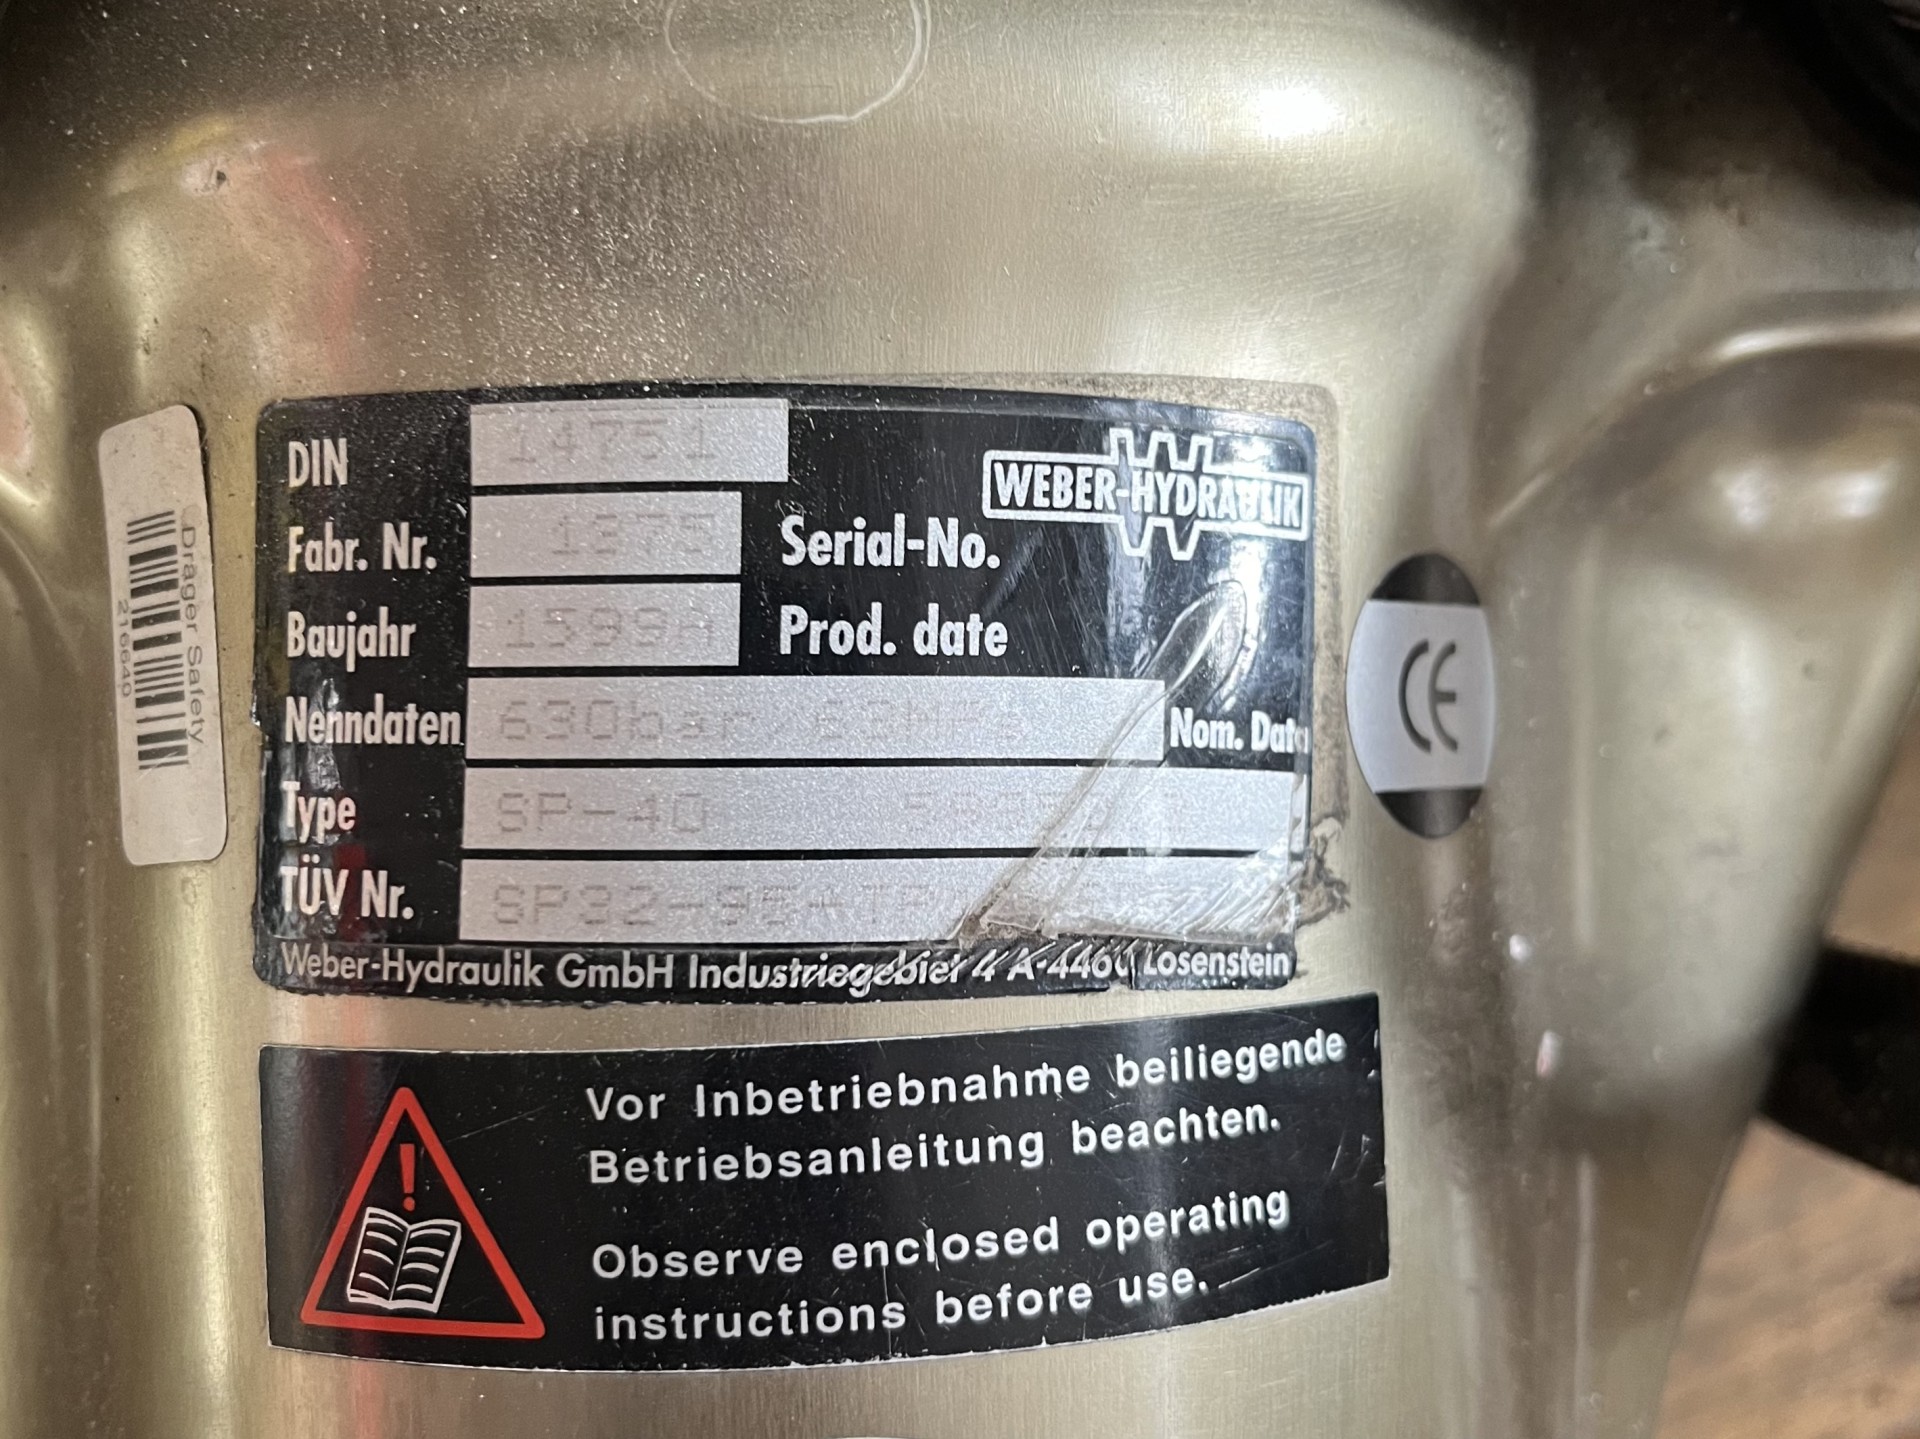 DIN 14751
WEBER-HYDRAULIK
Fabr. Nr. Serial-No.
Baujahr Prod. date
Nenndaten 630bar/63MPa Nom.
Type SP-40
TÜV Nr.
Weber-Hydraulik GmbH Industriegebiet 4 A-4460 Losenstein
Dräger Safety
216640
CE
Vor Inbetriebnahme beiliegende
Betriebsanleitung beachten.
!
Observe enclosed operating
instructions before use.